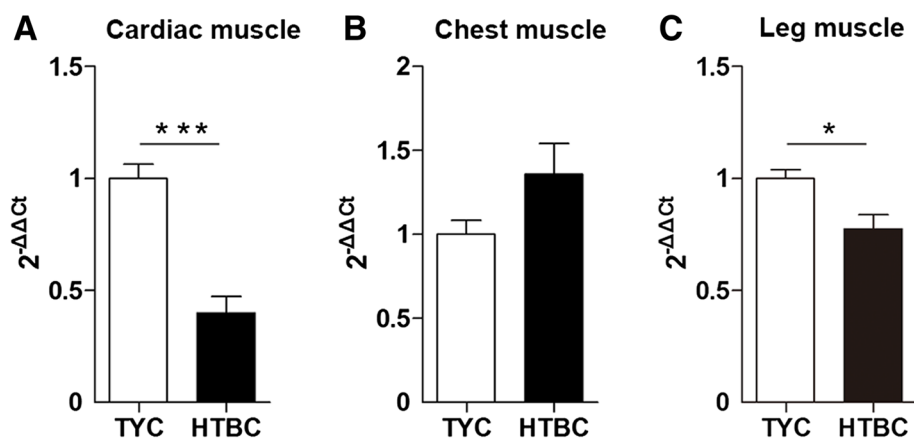 A Cardiac muscle
1.5
1
0.5
0
2-ΔΔCt
***
TYC HTBC
B Chest muscle
2
1.5
1
0.5
0
2-ΔΔCt
TYC HTBC
C Leg muscle
1.5
1
0.5
0
2-ΔΔCt
*
TYC HTBC